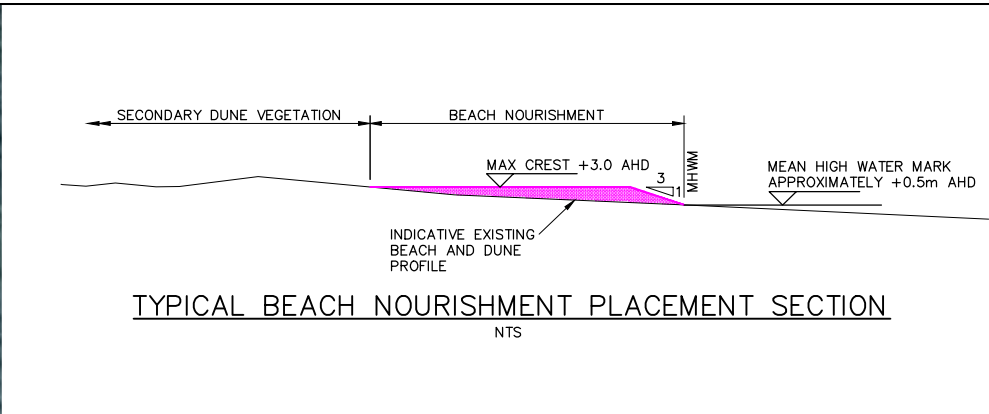 SECONDARY DUNE VEGETATION
BEACH NOURISHMENT
MAX CREST +3.0 AHD
3
1
MHWM
MEAN HIGH WATER MARK
APPROXIMATELY +0.5m AHD
INDICATIVE EXISTING
BEACH AND DUNE
PROFILE
TYPICAL BEACH NOURISHMENT PLACEMENT SECTION
NTS